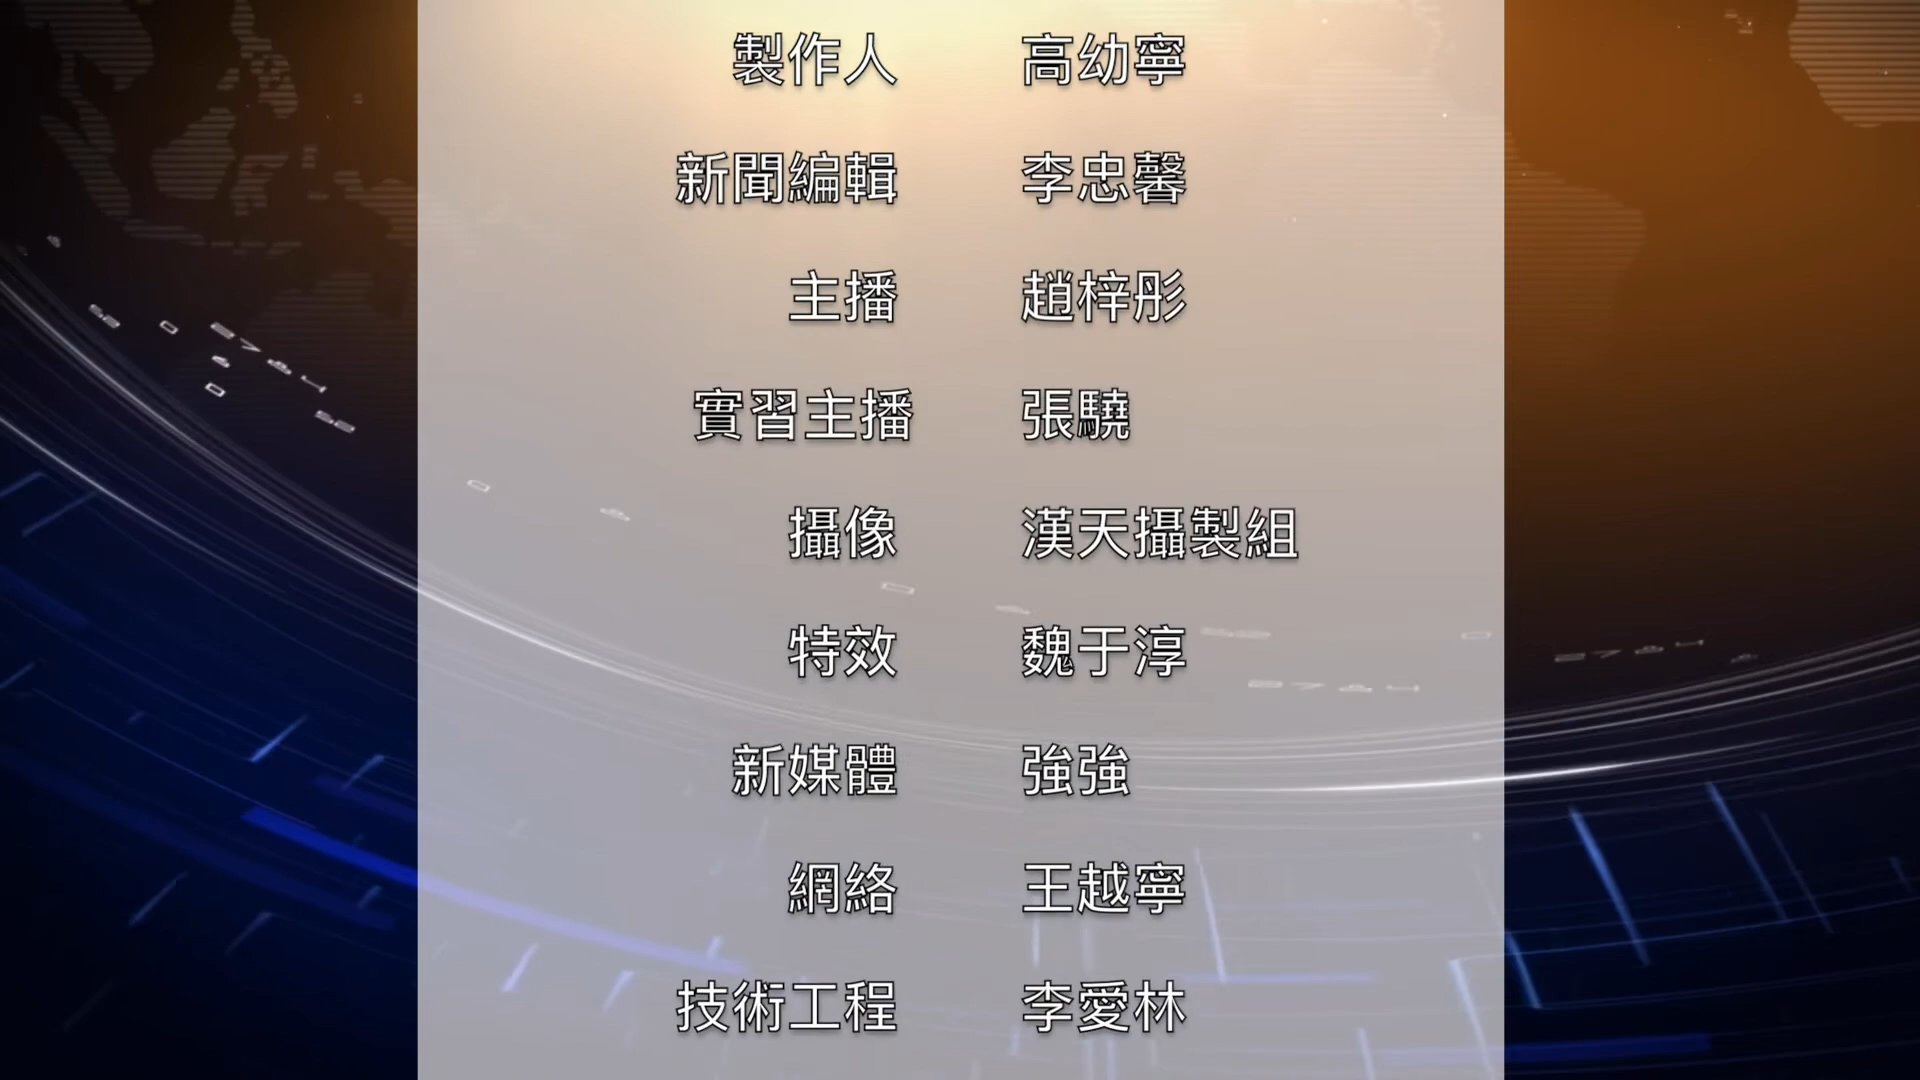 製作人 高幼寧
新聞編輯 李忠馨
主播 趙梓彤
實習主播 張驍
攝像 漢天攝製組
特效 魏于淳
新媒體 強強
網絡 王越寧
技術工程 李愛林